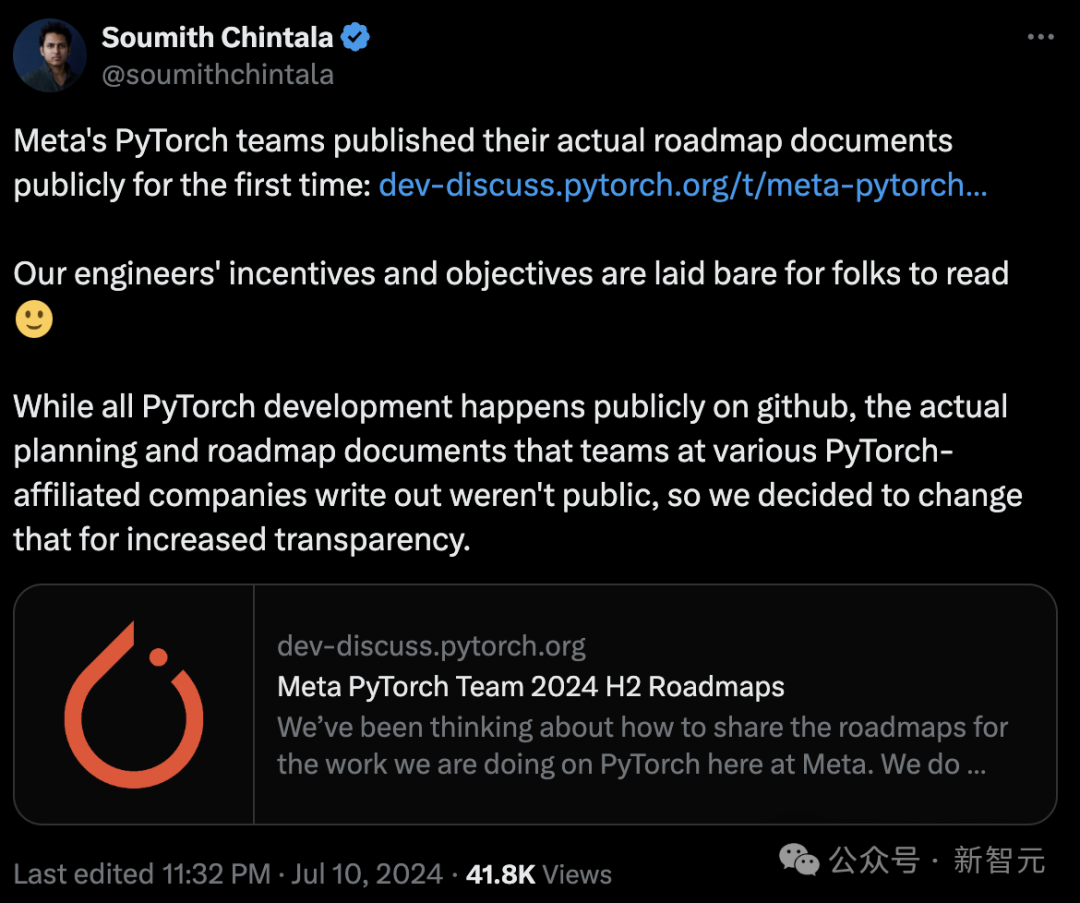 Soumith Chintala
@soumithchintala
Meta's PyTorch teams published their actual roadmap documents
publicly for the first time: dev-discuss.pytorch.org/t/meta-pytorch...
Our engineers' incentives and objectives are laid bare for folks to read
🙂
While all PyTorch development happens publicly on github, the actual
planning and roadmap documents that teams at various PyTorch-
affiliated companies write out weren't public, so we decided to change
that for increased transparency.
dev-discuss.pytorch.org
Meta PyTorch Team 2024 H2 Roadmaps
We’ve been thinking about how to share the roadmaps for
the work we are doing on PyTorch here at Meta. We do ...
Last edited 11:32 PM · Jul 10, 2024 · 41.8K Views
公众号 · 新智元